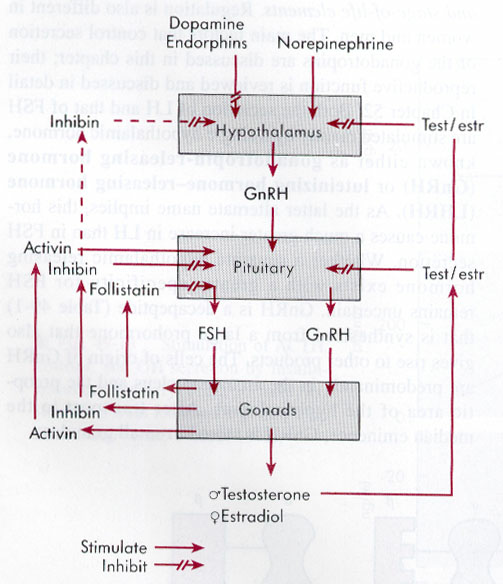 Dopamine
Endorphins
Norepinephrine
Inhibin
Hypothalamus
Test/estr
GnRH
Activin
Inhibin
Follistatin
Pituitary
Test/estr
FSH
GnRH
Follistatin
Inhibin
Activin
Gonads
♂Testosterone
♀Estradiol
Stimulate
Inhibit